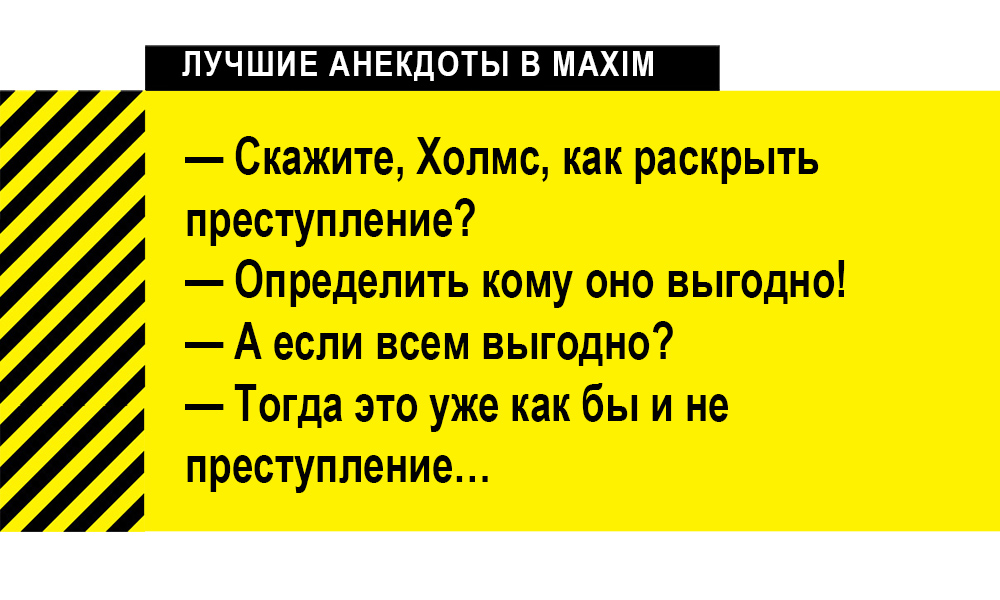 ЛУЧШИЕ АНЕКДОТЫ В MAXIM
— Скажите, Холмс, как раскрыть
преступление?
— Определить кому оно выгодно!
— А если всем выгодно?
— Тогда это уже как бы и не
преступление...